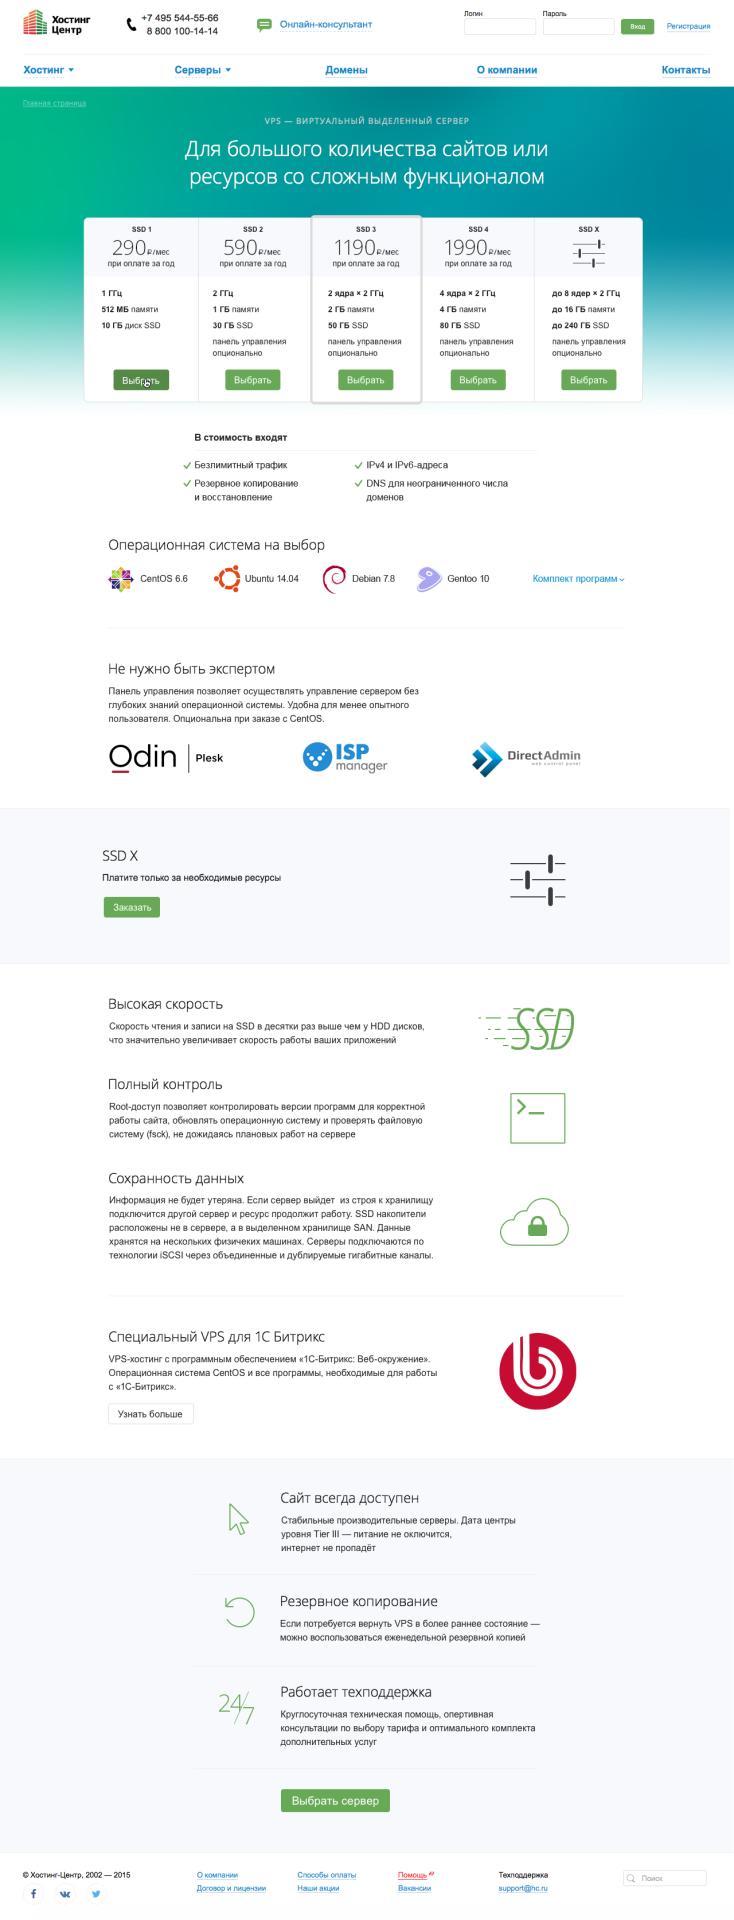 Хостинг
Центр
+7 495 544-55-66
8 800 100-14-14
Онлайн-консультант
Логин
Пароль
Вход
Регистрация
Хостинг
Серверы
Домены
О компании
Контакты
Главная страница
VPS — ВИРТУАЛЬНЫЙ ВЫДЕЛЕННЫЙ СЕРВЕР
Для большого количества сайтов или
ресурсов со сложным функционалом
SSD 1
290 ₽/мес
при оплате за год
1 ГГц
512 МБ памяти
10 ГБ диск SSD
Выбрать
SSD 2
590 ₽/мес
при оплате за год
2 ГГц
1 ГБ памяти
30 ГБ SSD
панель управления
опционально
Выбрать
SSD 3
1190 ₽/мес
при оплате за год
2 ядра × 2 ГГц
2 ГБ памяти
50 ГБ SSD
панель управления
опционально
Выбрать
SSD 4
1990 ₽/мес
при оплате за год
4 ядра × 2 ГГц
4 ГБ памяти
80 ГБ SSD
панель управления
опционально
Выбрать
SSD X
до 8 ядер × 2 ГГц
до 16 ГБ памяти
до 240 ГБ SSD
панель управления
опционально
Выбрать
В стоимость входят
Безлимитный трафик
Резервное копирование
и восстановление
IPv4 и IPv6-адреса
DNS для неограниченного числа
доменов
Операционная система на выбор
CentOS 6.6
Ubuntu 14.04
Debian 7.8
Gentoo 10
Комплект программ
Не нужно быть экспертом
Панель управления позволяет осуществлять управление сервером без
глубоких знаний операционной системы. Удобна для менее опытного
пользователя. Опциональна при заказе с CentOS.
Odin | Plesk
ISP
manager
DirectAdmin
web control panel
SSD X
Платите только за необходимые ресурсы
Заказать
Высокая скорость
Скорость чтения и записи на SSD в десятки раз выше чем у HDD дисков,
что значительно увеличивает скорость работы ваших приложений
SSD
Полный контроль
Root-доступ позволяет контролировать версии программ для корректной
работы сайта, обновлять операционную систему и проверять файловую
систему (fsck), не дожидаясь плановых работ на сервере
Сохранность данных
Информация не будет утеряна. Если сервер выйдет из строя к хранилищу
подключится другой сервер и ресурс продолжит работу. SSD накопители
расположены не в сервере, а в выделенном хранилище SAN. Данные
хранятся на нескольких физичеких машинах. Серверы подключаются по
технологии iSCSI через объединенные и дублируемые гигабитные каналы.
Специальный VPS для 1С Битрикс
VPS-хостинг с программным обеспечением «1С-Битрикс: Веб-окружение».
Операционная система CentOS и все программы, необходимые для работы
с «1С-Битрикс».
Узнать больше
Сайт всегда доступен
Стабильные производительные серверы. Дата центры
уровня Tier III — питание не оключится,
интернет не пропадёт
Резервное копирование
Если потребуется вернуть VPS в более раннее состояние —
можно воспользоваться еженедельной резервной копией
24/7
Работает техподдержка
Круглосуточная техническая помощь, опертивная
консультации по выбору тарифа и оптимального комплекта
дополнительных услуг
Выбрать сервер
© Хостинг-Центр, 2002 — 2015
О компании
Договор и лицензии
Способы оплаты
Наши акции
Помощь
Вакансии
Техподдержка
support@hc.ru
Поиск